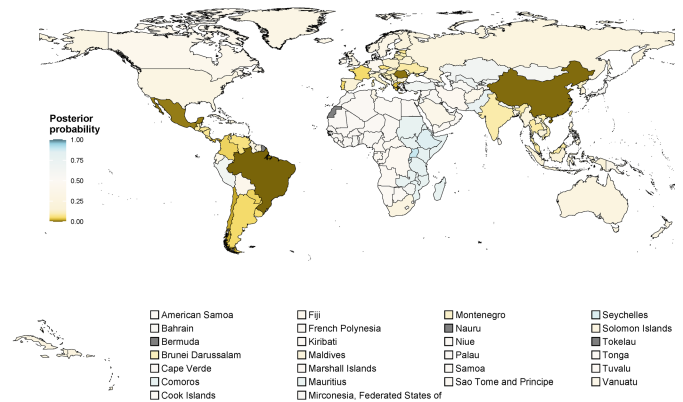 Posterior
probability
1.00
0.75
0.50
0.25
0.00
American Samoa
Bahrain
Bermuda
Brunei Darussalam
Cape Verde
Comoros
Cook Islands
Fiji
French Polynesia
Kiribati
Maldives
Marshall Islands
Mauritius
Mirconesia, Federated States of
Montenegro
Nauru
Niue
Palau
Samoa
Sao Tome and Principe
Seychelles
Solomon Islands
Tokelau
Tonga
Tuvalu
Vanuatu